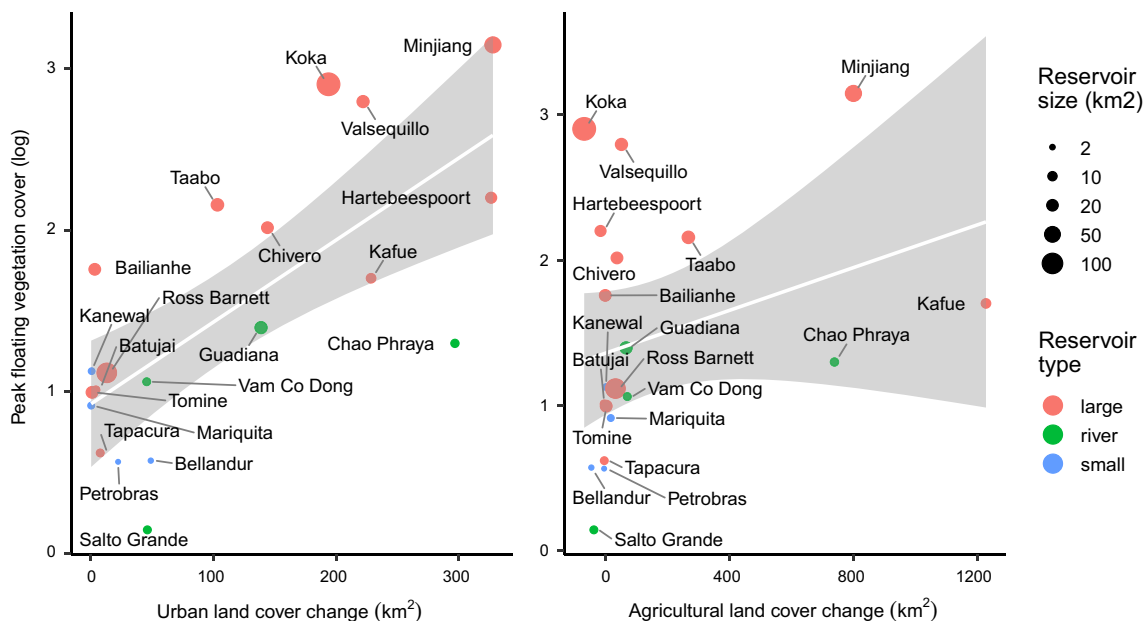 Peak floating vegetation cover (log)
3
2
1
0
Minjiang
Koka
Valsequillo
Taabo
Hartebeespoort
Chivero
Kafue
Bailianhe
Ross Barnett
Kanewal
Batujai
Guadiana
Chao Phraya
Vam Co Dong
Tomine
Tapacura
Mariquita
Bellandur
Petrobras
Salto Grande
0 100 200 300
Urban land cover change (km²)
3
2
1
0
Minjiang
Koka
Valsequillo
Hartebeespoort
Taabo
Chivero
Bailianhe
Kafue
Kanewal
Guadiana
Chao Phraya
Batujai
Ross Barnett
Vam Co Dong
Mariquita
Tomine
Tapacura
Bellandur
Petrobras
Salto Grande
0 400 800 1200
Agricultural land cover change (km²)
Reservoir
size (km2)
2
10
20
50
100
Reservoir
type
large
river
small